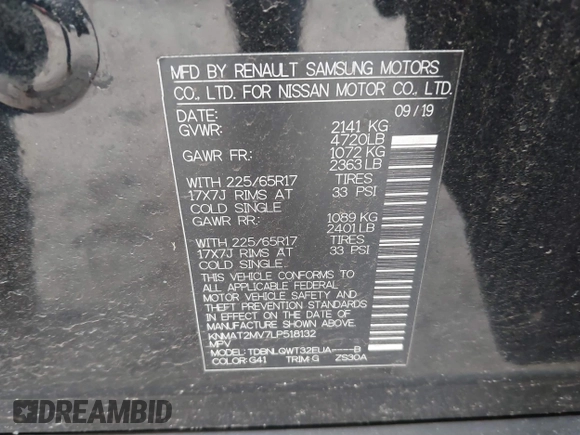 MFD BY RENAULT SAMSUNG MOTORS
CO., LTD. FOR NISSAN MOTOR CO., LTD.
DATE: 09/19
GVWR: 2141 KG
4720LB
GAWR FR: 1072 KG
2363LB
WITH 225/65R17 TIRES
17X7J RIMS AT 33 PSI
COLD SINGLE
GAWR RR: 1089 KG
2401LB
WITH 225/65R17 TIRES
17X7J RIMS AT 33 PSI
COLD SINGLE
THIS VEHICLE CONFORMS TO
ALL APPLICABLE FEDERAL
MOTOR VEHICLE SAFETY AND
THEFT PREVENTION STANDARDS
IN EFFECT ON THE DATE OF
MANUFACTURE SHOWN ABOVE.
KNMAT2MV7LP518132
MPV
MODEL: TDBNLGWT32EUA-----B
COLOR: G41 TRIM G ZS30A
DREAMBID